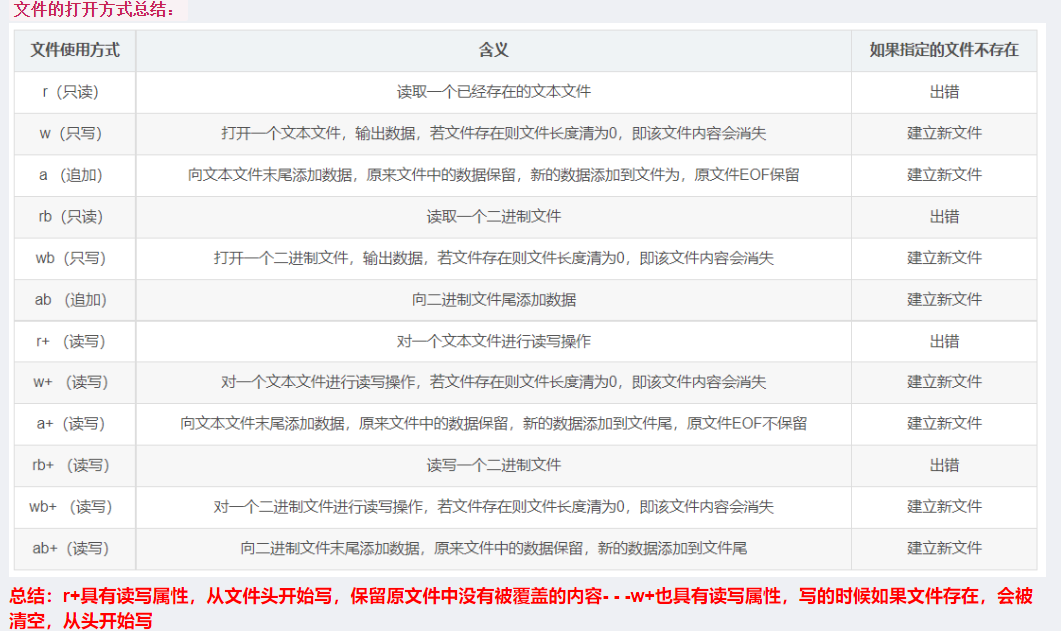 文件的打开方式总结：
文件使用方式 含义 如果指定的文件不存在
r（只读） 读取一个已经存在的文本文件 出错
w（只写） 打开一个文本文件，输出数据，若文件存在则文件长度清为0，即该文件内容会消失 建立新文件
a （追加） 向文本文件末尾添加数据，原来文件中的数据保留，新的数据添加到文件为，原文件EOF保留 建立新文件
rb（只读） 读取一个二进制文件 出错
wb（只写） 打开一个二进制文件，输出数据，若文件存在则文件长度清为0，即该文件内容会消失 建立新文件
ab （追加） 向二进制文件尾添加数据 建立新文件
r+ （读写） 对一个文本文件进行读写操作 出错
w+ （读写） 对一个文本文件进行读写操作，若文件存在则文件长度清为0，即该文件内容会消失 建立新文件
a+（读写） 向文本文件末尾添加数据，原来文件中的数据保留，新的数据添加到文件尾，原文件EOF不保留 建立新文件
rb+ （读写） 读写一个二进制文件 出错
wb+ （读写） 对一个二进制文件进行读写操作，若文件存在则文件长度清为0，即该文件内容会消失 建立新文件
ab+（读写） 向二进制文件末尾添加数据，原来文件中的数据保留，新的数据添加到文件尾 建立新文件
总结：r+具有读写属性，从文件头开始写，保留原文件中没有被覆盖的内容- - -w+也具有读写属性，写的时候如果文件存在，会被
清空，从头开始写